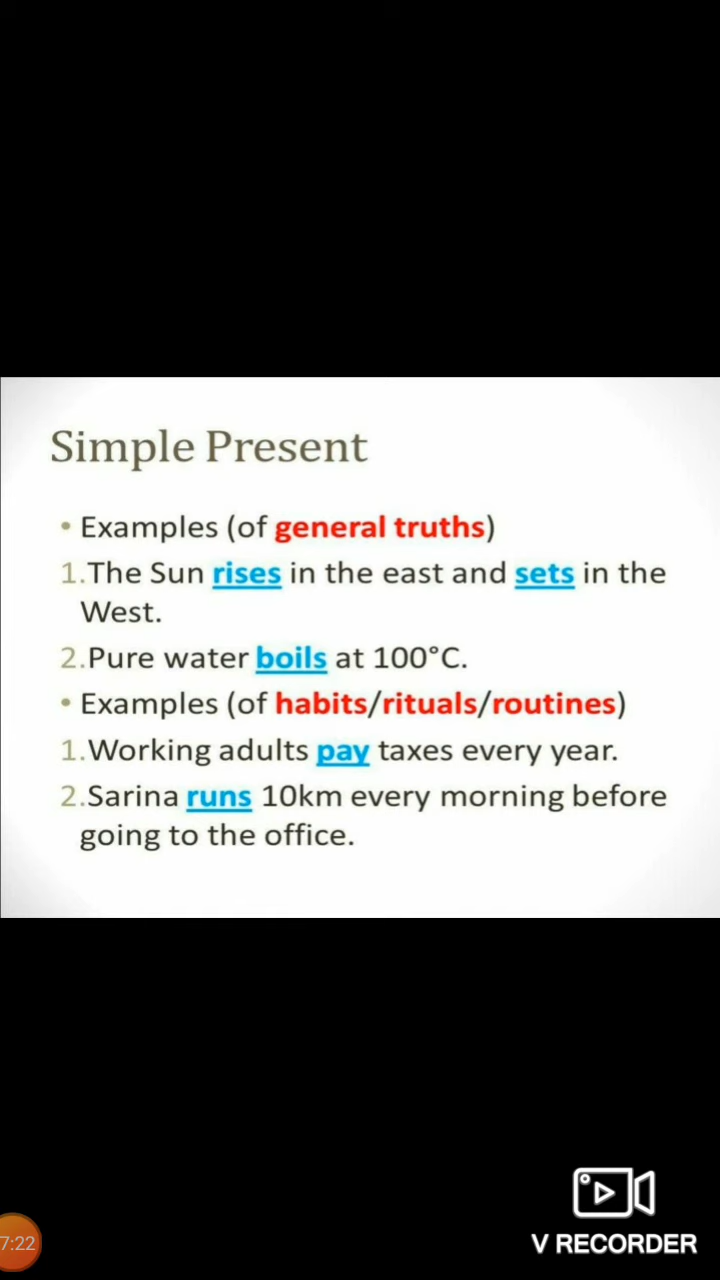 Simple Present
• Examples (of general truths)
1.The Sun rises in the east and sets in the
West.
2.Pure water boils at 100°C.
• Examples (of habits/rituals/routines)
1.Working adults pay taxes every year.
2.Sarina runs 10km every morning before
going to the office.
7:22
V RECORDER